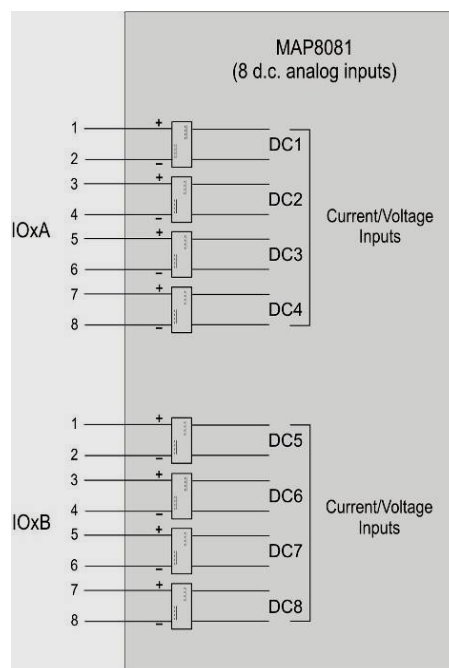 MAP8081
(8 d.c. analog inputs)
IOxA
1 +
2 –
DC1
3 +
4 –
DC2
5 +
6 –
DC3
7 +
8 –
DC4
Current/Voltage
Inputs
IOxB
1 +
2 –
DC5
3 +
4 –
DC6
5 +
6 –
DC7
7 +
8 –
DC8
Current/Voltage
Inputs